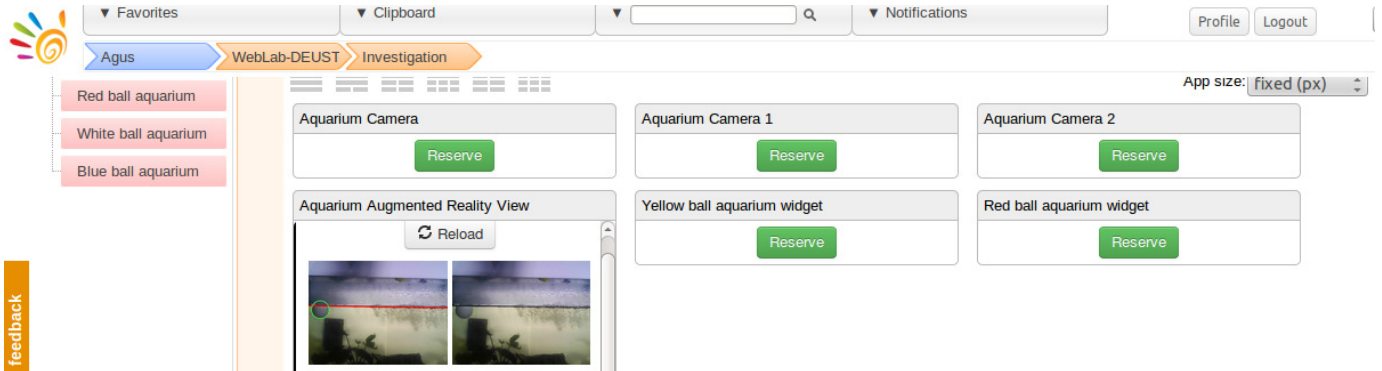 ▼ Favorites
▼ Clipboard
▼
▼ Notifications
Profile
Logout
Agus
WebLab-DEUST
Investigation
App size: fixed (px)
Red ball aquarium
White ball aquarium
Blue ball aquarium
Aquarium Camera
Aquarium Camera 1
Aquarium Camera 2
Reserve
Reserve
Reserve
Aquarium Augmented Reality View
Yellow ball aquarium widget
Red ball aquarium widget
Reload
Reserve
Reserve
feedback